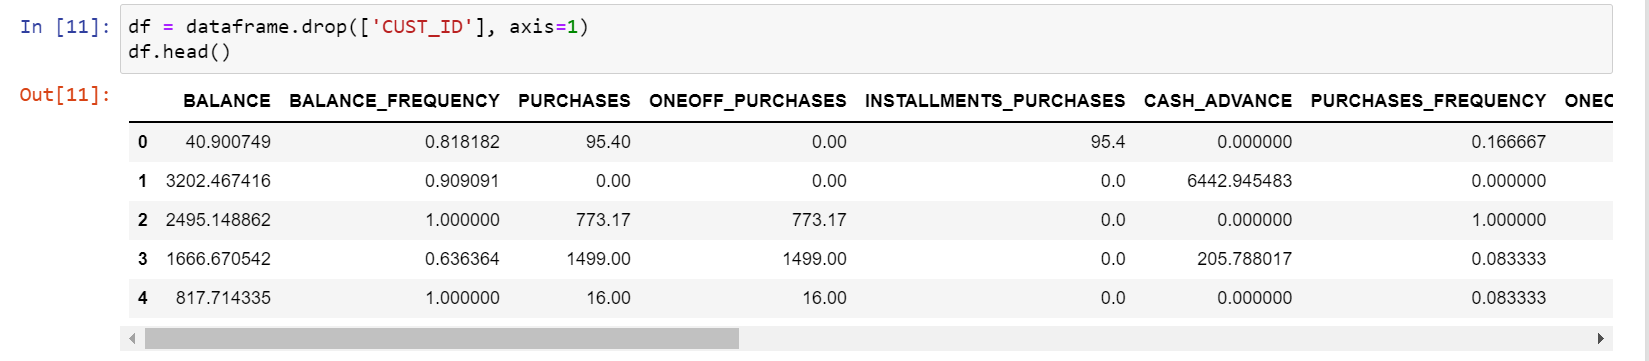 In [11]: df = dataframe.drop(['CUST_ID'], axis=1)
df.head()
Out[11]:
BALANCE BALANCE_FREQUENCY PURCHASES ONEOFF_PURCHASES INSTALLMENTS_PURCHASES CASH_ADVANCE PURCHASES_FREQUENCY ONEO
0 40.900749 0.818182 95.40 0.00 95.4 0.000000 0.166667
1 3202.467416 0.909091 0.00 0.00 0.0 6442.945483 0.000000
2 2495.148862 1.000000 773.17 773.17 0.0 0.000000 1.000000
3 1666.670542 0.636364 1499.00 1499.00 0.0 205.788017 0.083333
4 817.714335 1.000000 16.00 16.00 0.0 0.000000 0.083333